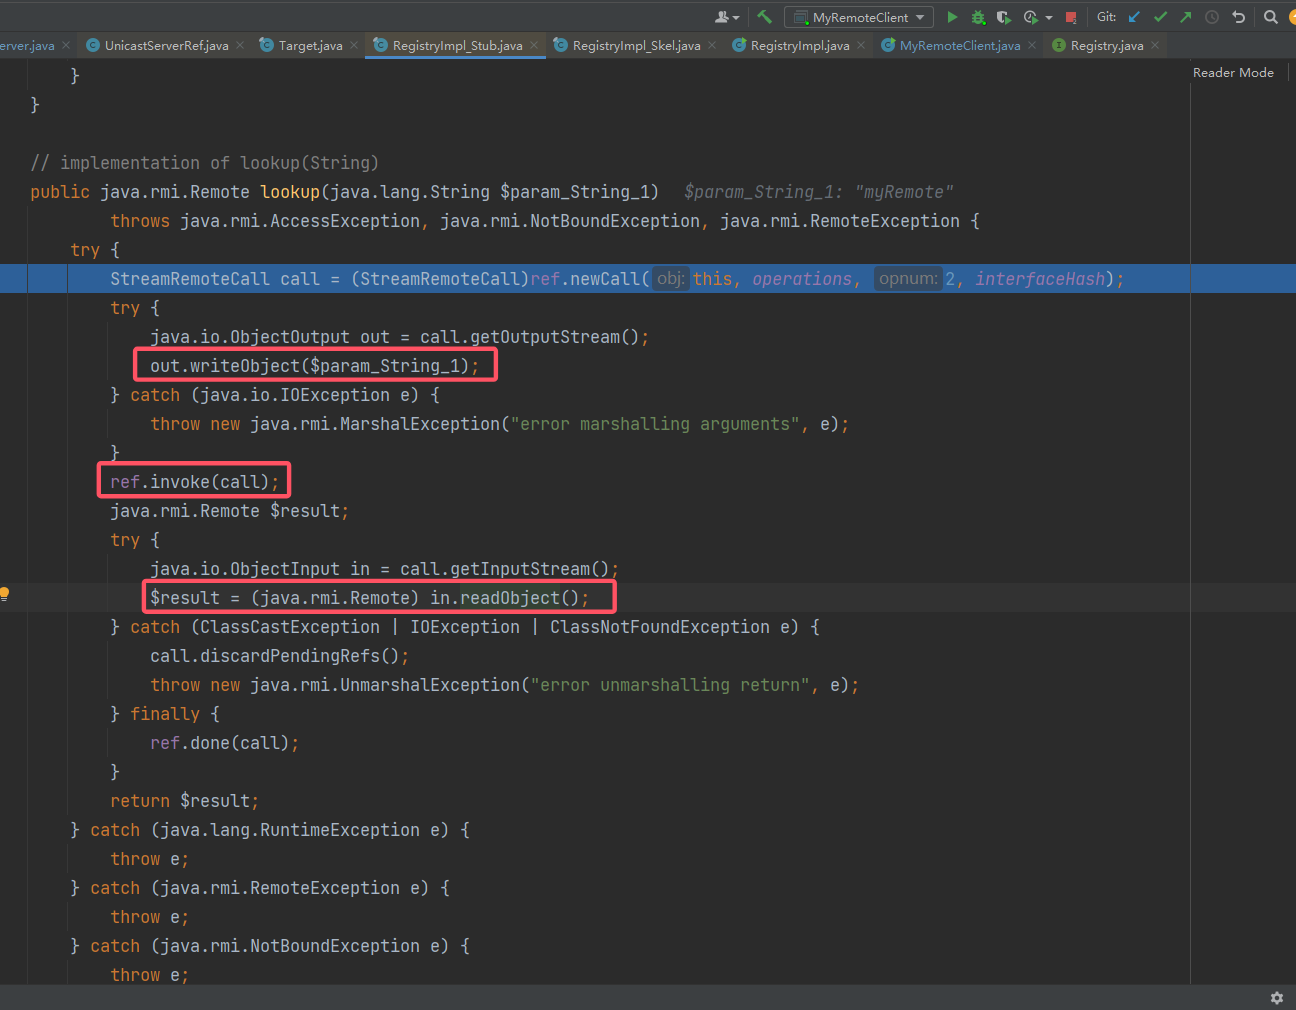 MyRemoteClient Git:
erver.java UnicastServerRef.java Target.java RegistryImpl_Stub.java RegistryImpl_Skel.java RegistryImpl.java MyRemoteClient.java Registry.java
Reader Mode
}
}
// implementation of lookup(String)
public java.rmi.Remote lookup(java.lang.String $param_String_1) $param_String_1: "myRemote"
throws java.rmi.AccessException, java.rmi.NotBoundException, java.rmi.RemoteException {
try {
StreamRemoteCall call = (StreamRemoteCall)ref.newCall( obj: this, operations, opnum: 2, interfaceHash);
try {
java.io.ObjectOutput out = call.getOutputStream();
out.writeObject($param_String_1);
} catch (java.io.IOException e) {
throw new java.rmi.MarshalException("error marshalling arguments", e);
}
ref.invoke(call);
java.rmi.Remote $result;
try {
java.io.ObjectInput in = call.getInputStream();
$result = (java.rmi.Remote) in.readObject();
} catch (ClassCastException | IOException | ClassNotFoundException e) {
call.discardPendingRefs();
throw new java.rmi.UnmarshalException("error unmarshalling return", e);
} finally {
ref.done(call);
}
return $result;
} catch (java.lang.RuntimeException e) {
throw e;
} catch (java.rmi.RemoteException e) {
throw e;
} catch (java.rmi.NotBoundException e) {
throw e;